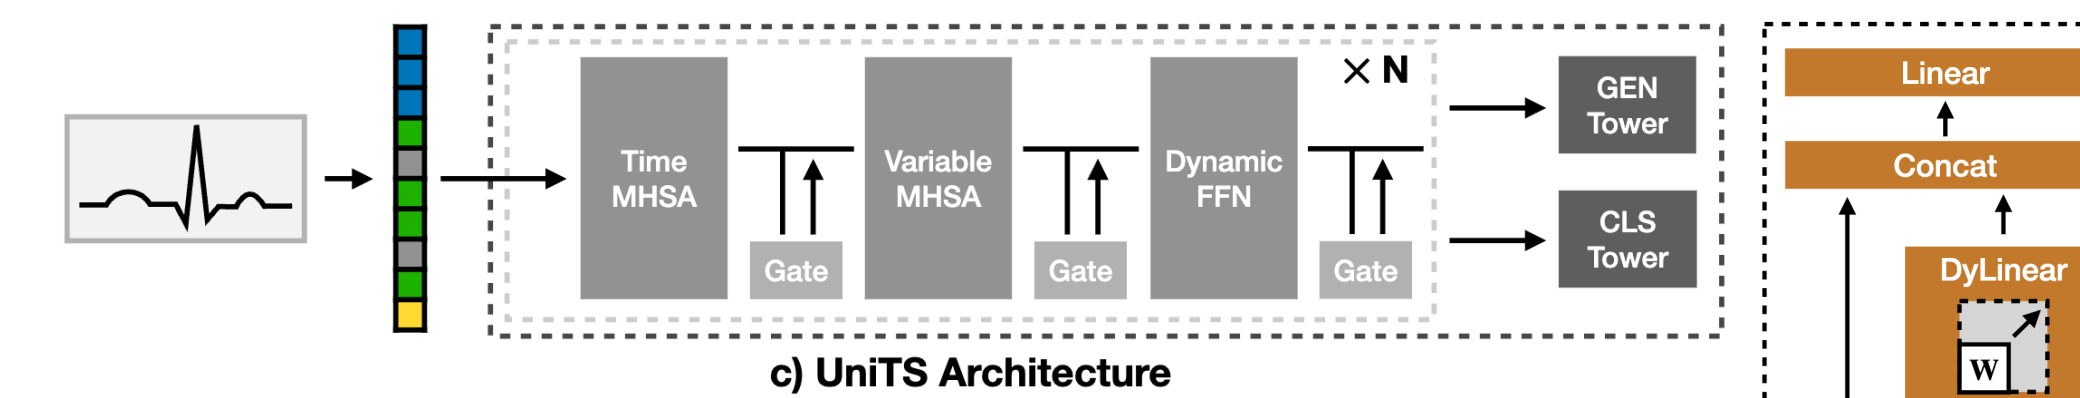 × N
Time
MHSA
Gate
Variable
MHSA
Gate
Dynamic
FFN
Gate
GEN
Tower
CLS
Tower
c) UniTS Architecture
Linear
Concat
DyLinear
W